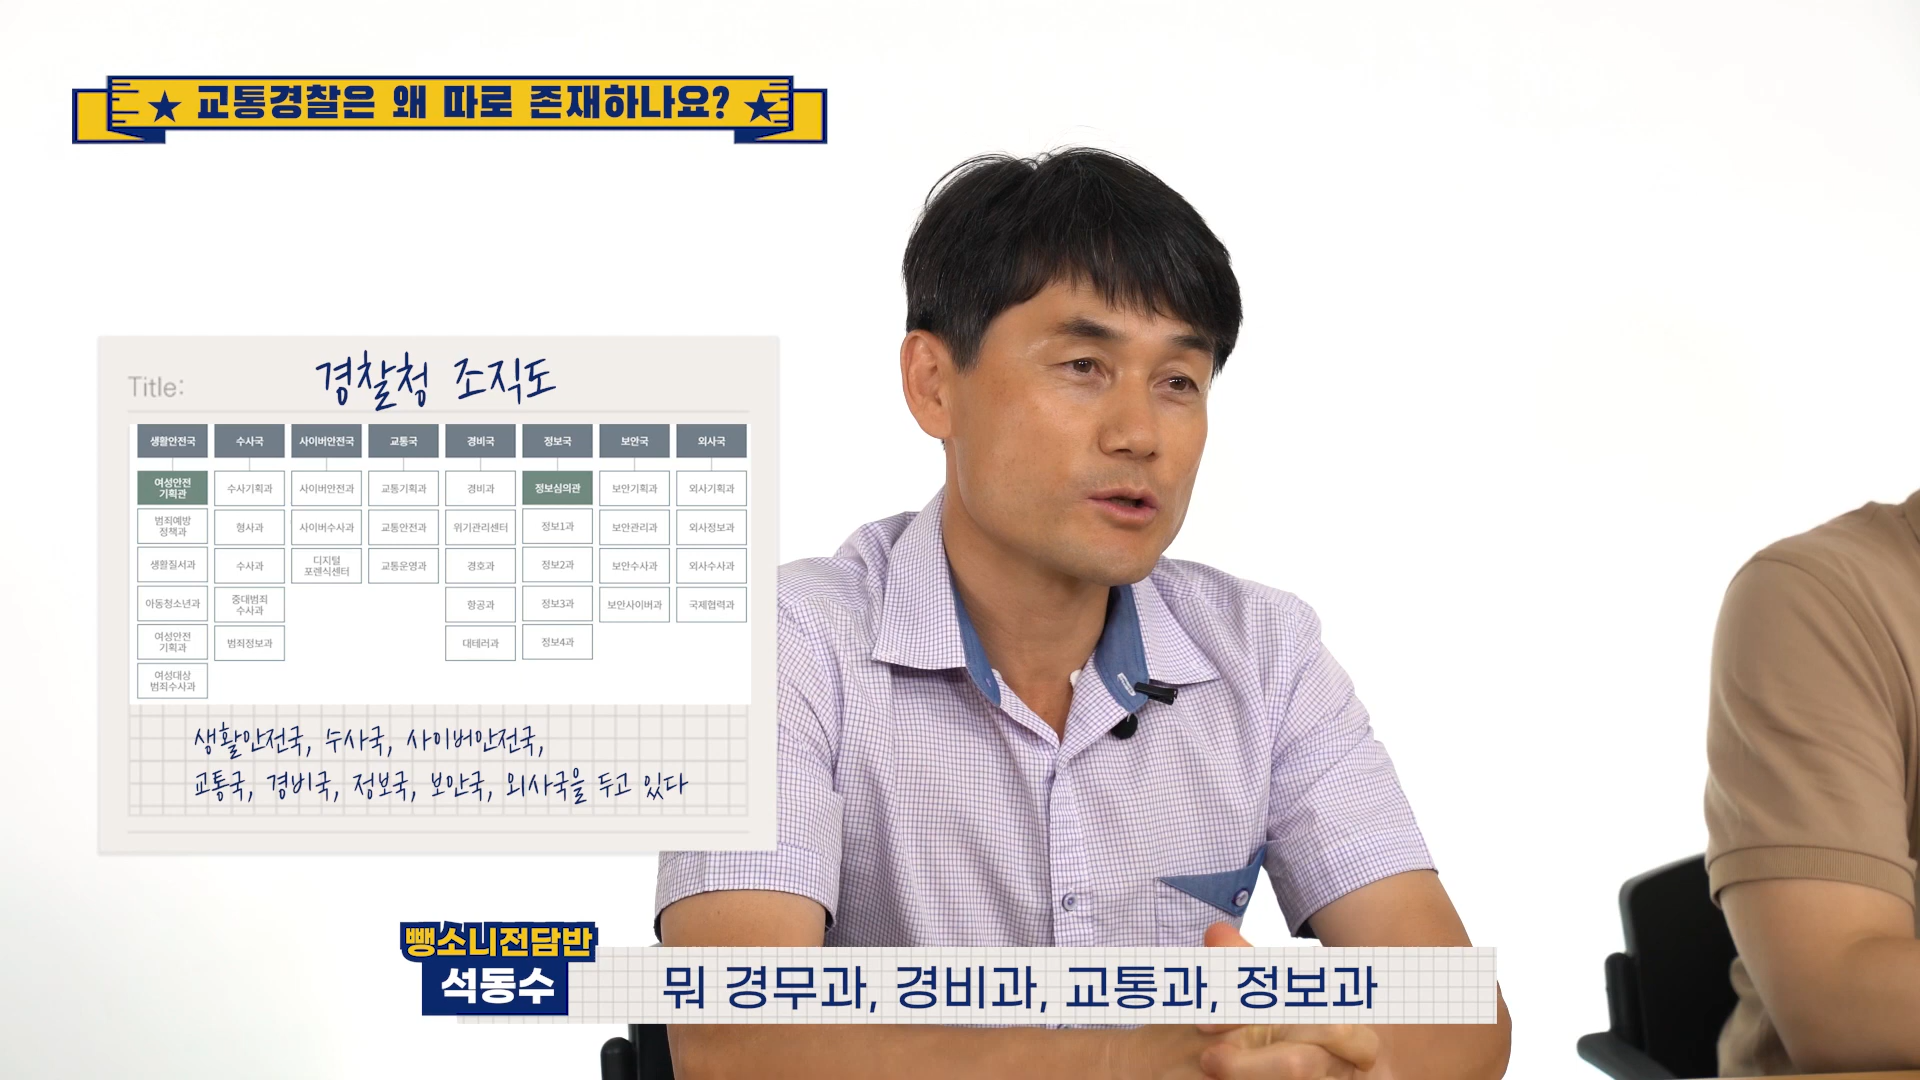 ★ 교통경찰은 왜 따로 존재하나요? ★
Title:
경찰청 조직도
생활안전국 수사국 사이버안전국 교통국 경비국 정보국 보안국 외사국
여성안전 기획관 수사기획과 사이버안전과 교통기획과 경비과 정보심의관 보안기획과 외사기획과
범죄예방 정책과 형사과 사이버수사과 교통안전과 위기관리센터 정보1과 보안관리과 외사정보과
생활질서과 수사과 디지털 포렌식센터 교통운영과 경호과 정보2과 보안수사과 외사수사과
아동청소년과 중대범죄 수사과 항공과 정보3과 보안사이버과 국제협력과
여성안전 기획과 범죄정보과 대테러과 정보4과
여성대상 범죄수사과
생활안전국, 수사국, 사이버안전국,
교통국, 경비국, 정보국, 보안국, 외사국을 두고 있다
뺑소니전담반
석동수
뭐 경무과, 경비과, 교통과, 정보과